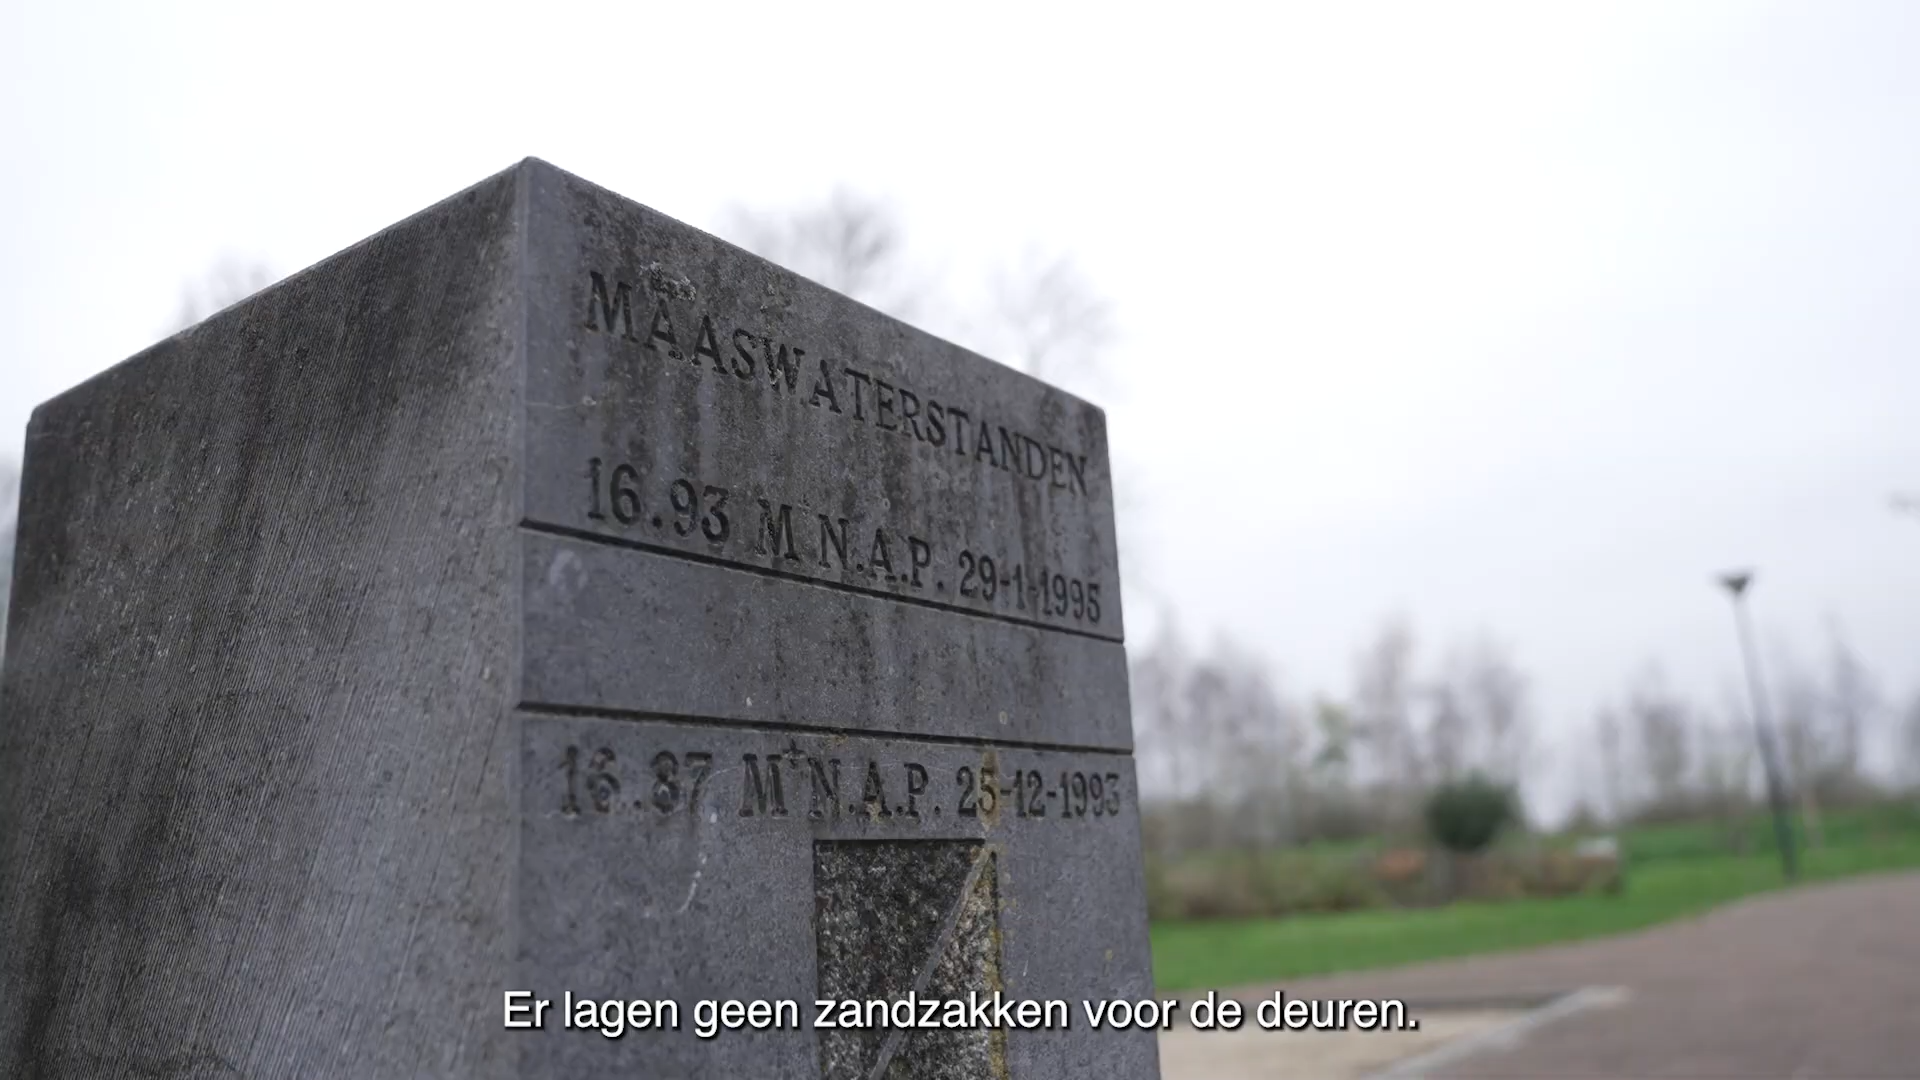 MAASWATERSTANDEN
16.93 M⁺N.A.P. 29-1-1995
16.87 M⁺N.A.P. 25-12-1993
Er lagen geen zandzakken voor de deuren.